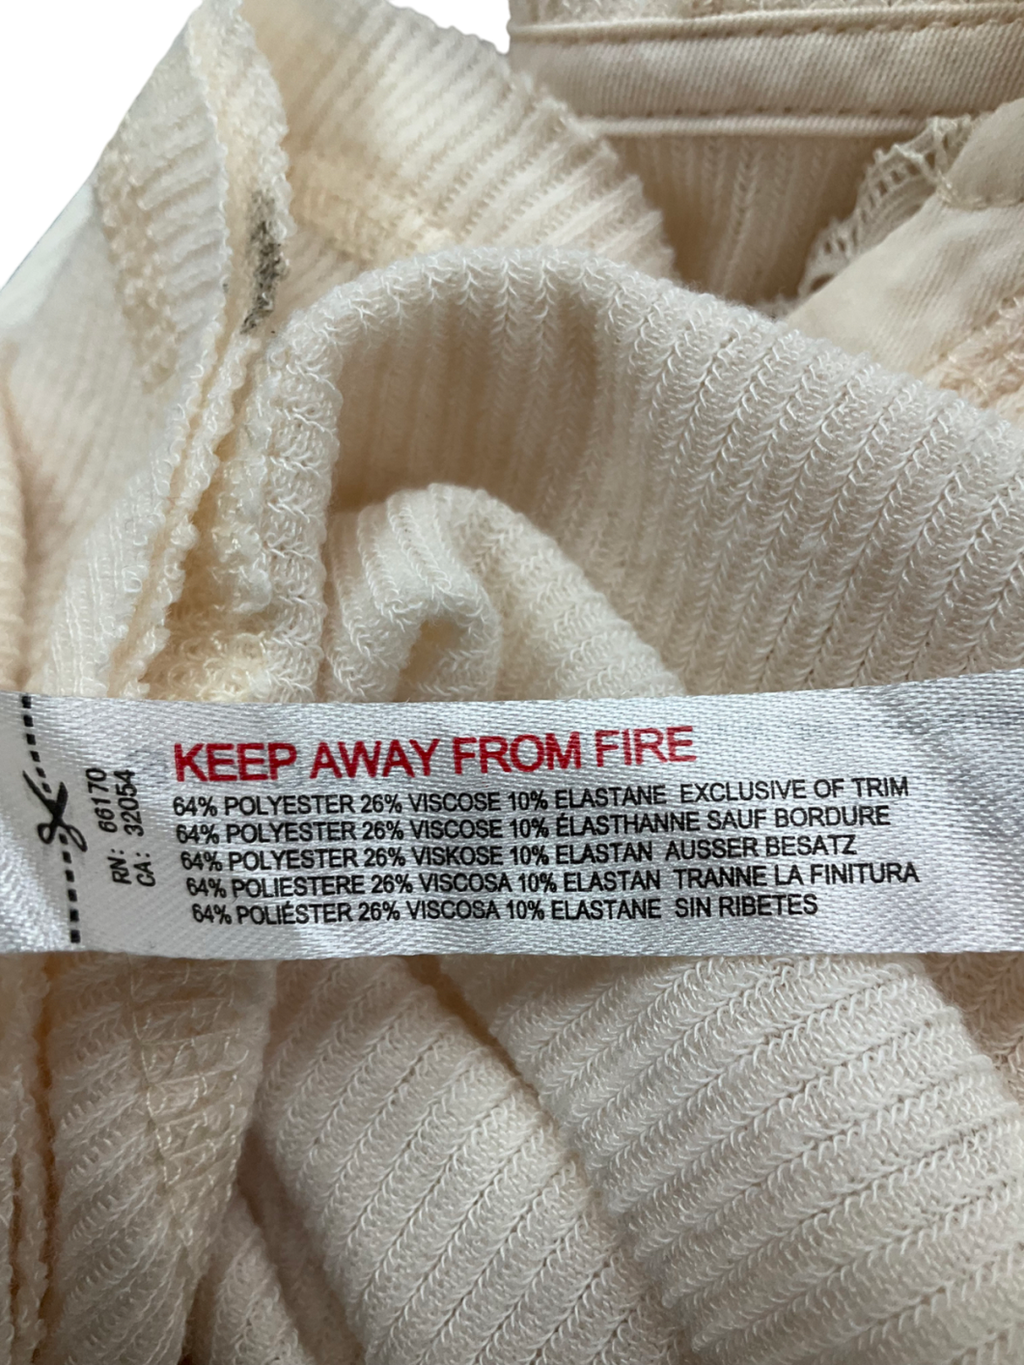 KEEP AWAY FROM FIRE
64% POLYESTER 26% VISCOSE 10% ELASTANE EXCLUSIVE OF TRIM
64% POLYESTER 26% VISCOSE 10% ÉLASTHANNE SAUF BORDURE
64% POLYESTER 26% VISKOSE 10% ELASTAN AUSSER BESATZ
64% POLIESTERE 26% VISCOSA 10% ELASTAN TRANNE LA FINITURA
64% POLIÉSTER 26% VISCOSA 10% ELASTANE SIN RIBETES
RN: 66170
CA: 32054